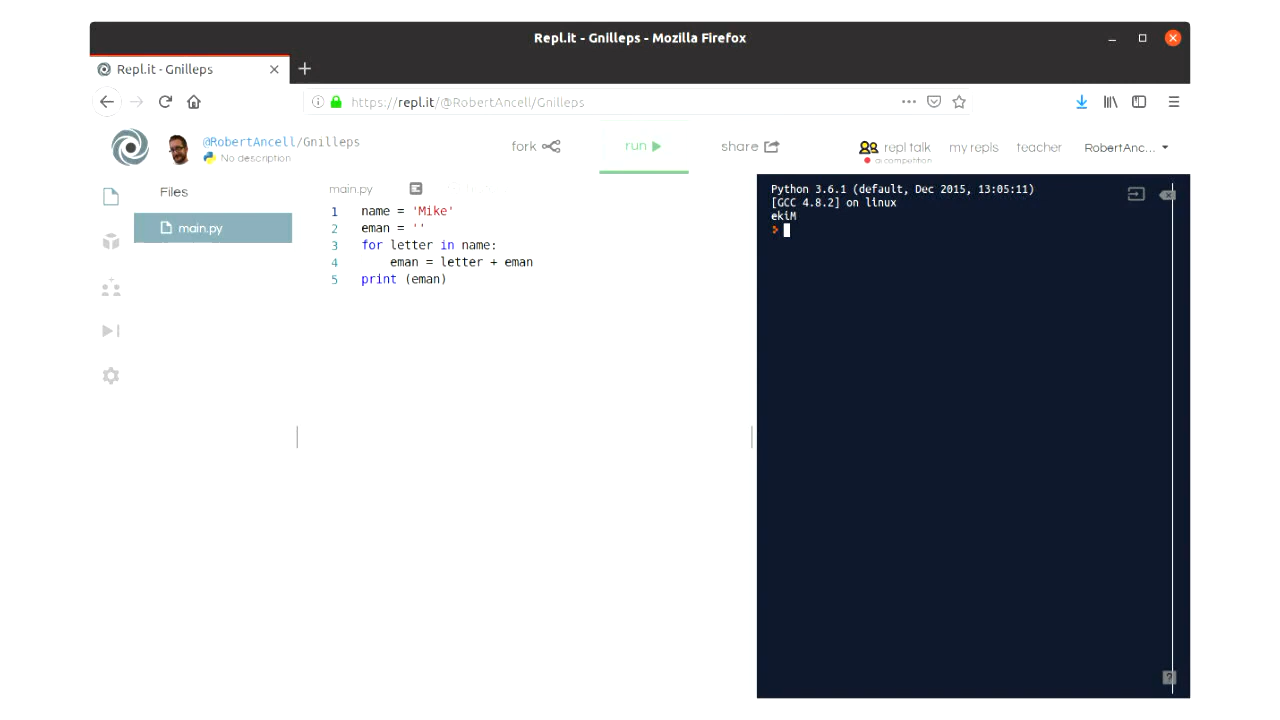 Repl.it - Gnilleps - Mozilla Firefox
Repl.it - Gnilleps
https://repl.it/@RobertAncell/Gnilleps
@RobertAncell/Gnilleps
No description
fork
run
share
repl talk
ai competition
my repls
teacher
RobertAnc...
Files
main.py
main.py
1 name = 'Mike'
2 eman = ''
3 for letter in name:
4     eman = letter + eman
5 print (eman)
Python 3.6.1 (default, Dec 2015, 13:05:11)
[GCC 4.8.2] on linux
ekiM